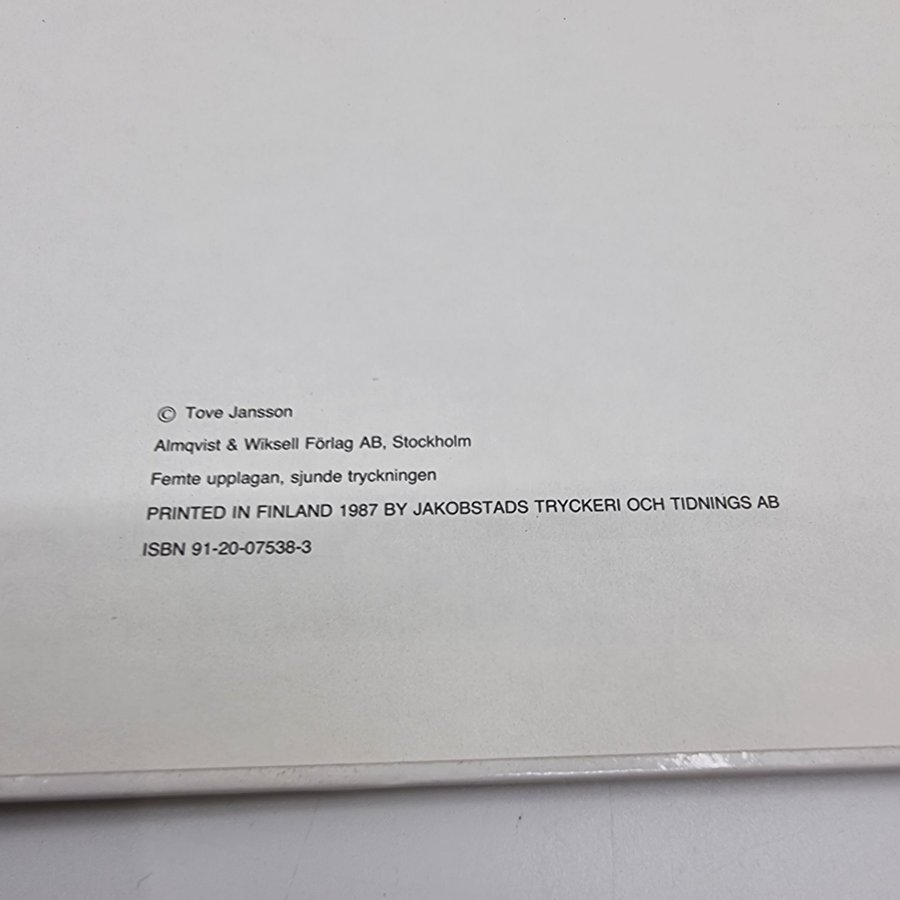 © Tove Jansson
Almqvist & Wiksell Förlag AB, Stockholm
Femte upplagan, sjunde tryckningen
PRINTED IN FINLAND 1987 BY JAKOBSTADS TRYCKERI OCH TIDNINGS AB
ISBN 91-20-07538-3